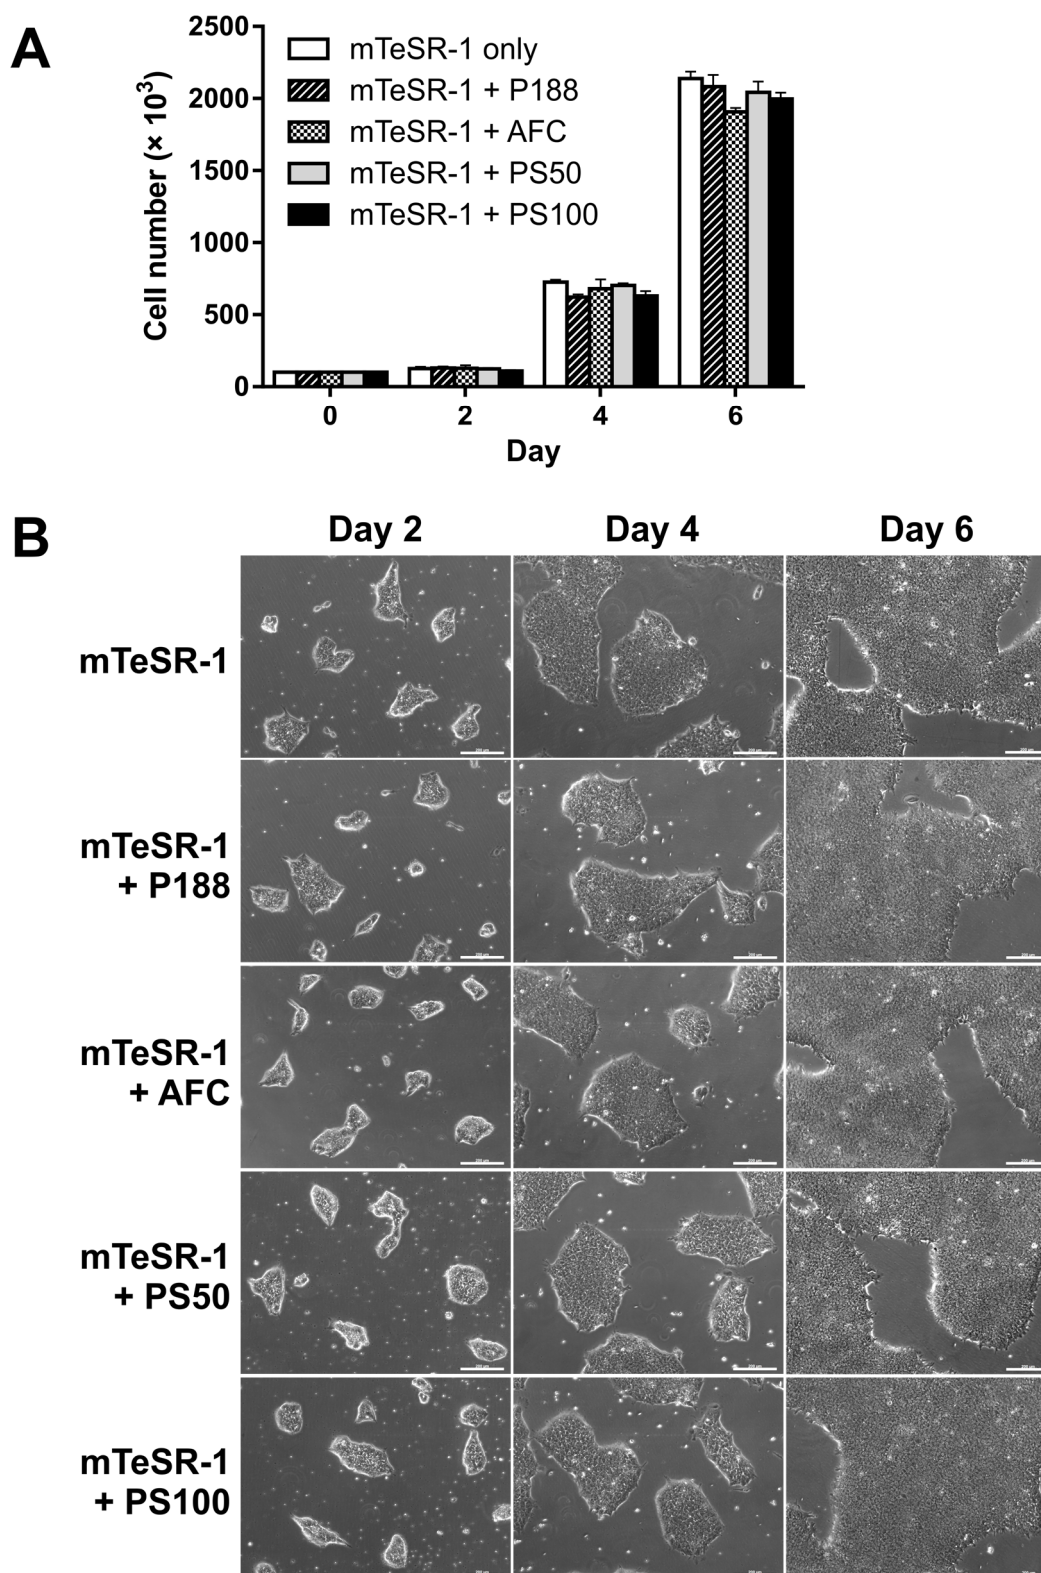 A
2500
2000
1500
1000
500
0
Cell number (× 10³)
mTeSR-1 only
mTeSR-1 + P188
mTeSR-1 + AFC
mTeSR-1 + PS50
mTeSR-1 + PS100
0 2 4 6
Day
B
Day 2 Day 4 Day 6
mTeSR-1
mTeSR-1
+ P188
mTeSR-1
+ AFC
mTeSR-1
+ PS50
mTeSR-1
+ PS100